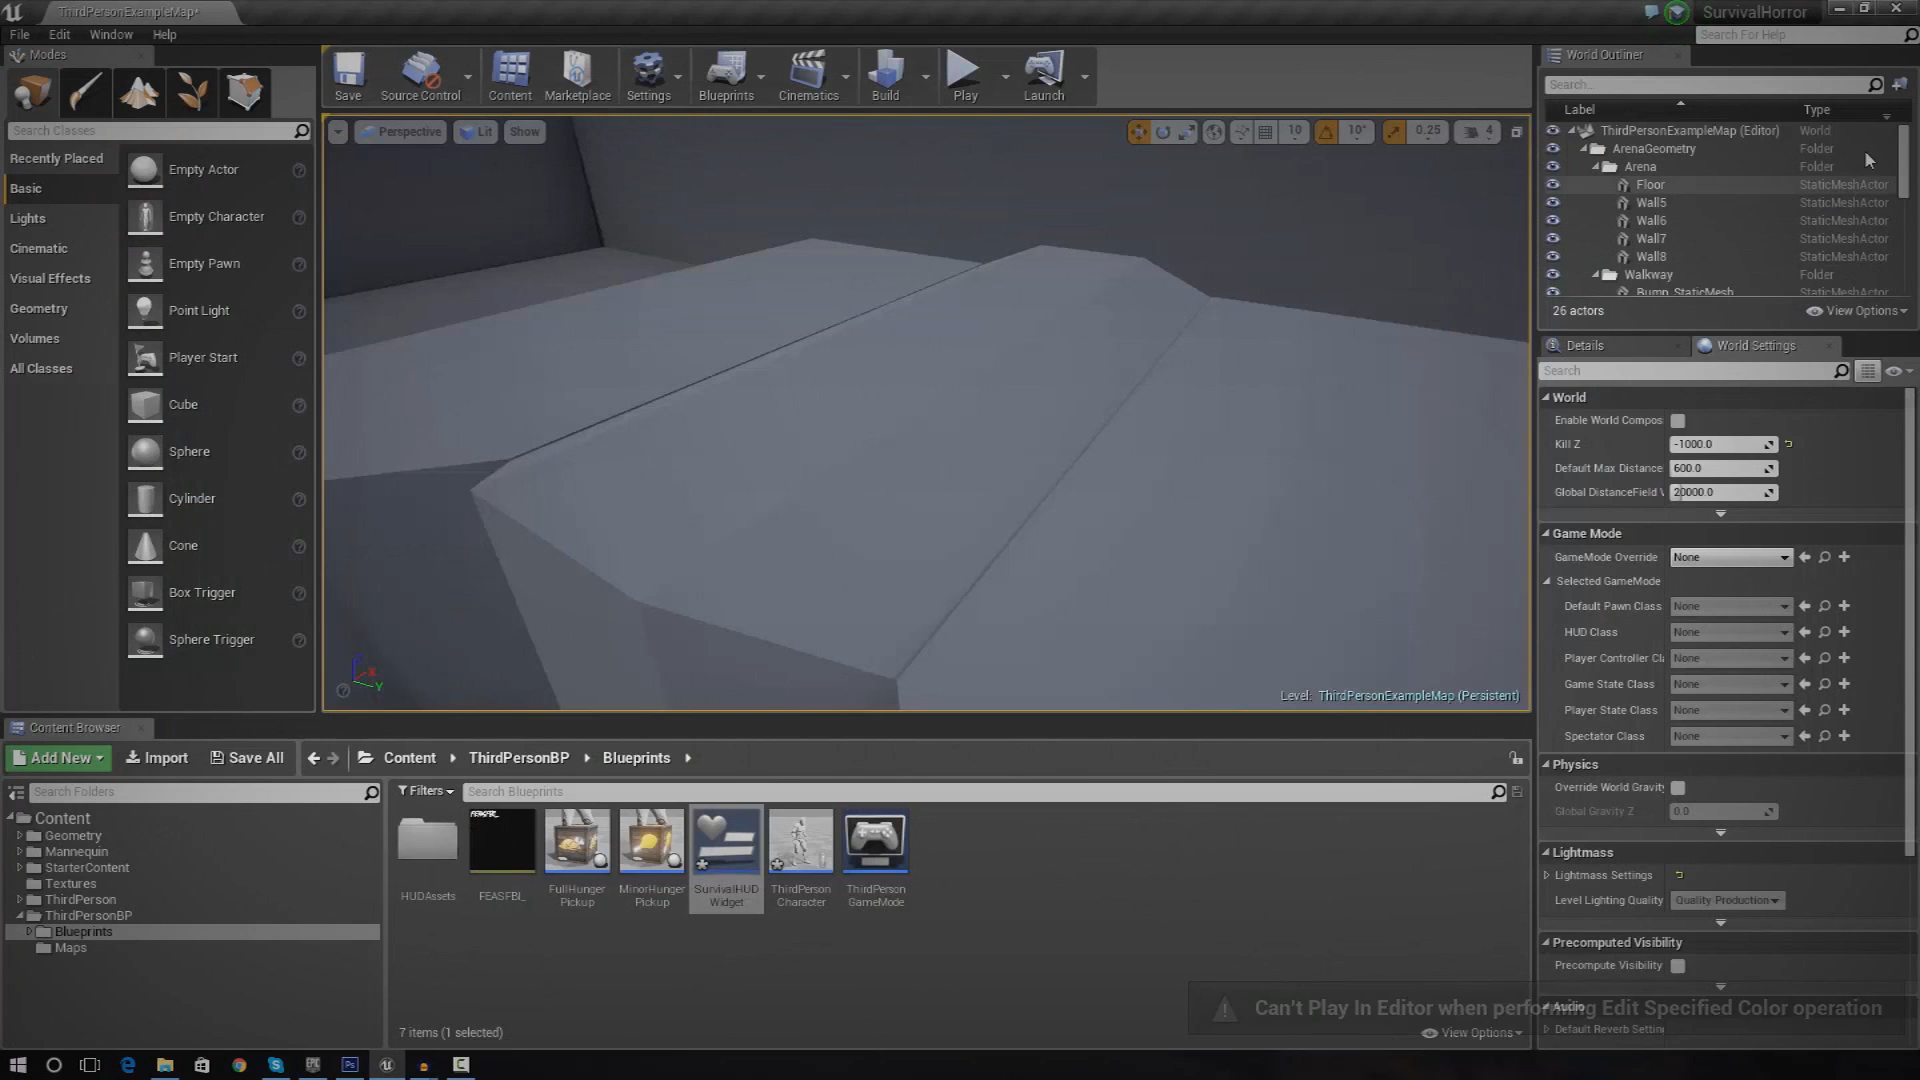 ThirdPersonExampleMap*
SurvivalHorror
File Edit Window Help
Search For Help
Modes
Search Classes
Recently Placed
Basic
Lights
Cinematic
Visual Effects
Geometry
Volumes
All Classes
Empty Actor
Empty Character
Empty Pawn
Point Light
Player Start
Cube
Sphere
Cylinder
Cone
Box Trigger
Sphere Trigger
Save Source Control Content Marketplace Settings Blueprints Cinematics Build Play Launch
Perspective Lit Show
10 10° 0.25 4
X
Y
Level: ThirdPersonExampleMap (Persistent)
World Outliner
Search...
Label Type
ThirdPersonExampleMap (Editor) World
ArenaGeometry Folder
Arena Folder
Floor StaticMeshActor
Wall5 StaticMeshActor
Wall6 StaticMeshActor
Wall7 StaticMeshActor
Wall8 StaticMeshActor
Walkway Folder
Bump_StaticMesh StaticMeshActor
26 actors View Options
Details World Settings
Search
World
Enable World Compos
Kill Z -1000.0
Default Max Distance 600.0
Global DistanceField V 20000.0
Game Mode
GameMode Override None
Selected GameMode
Default Pawn Class None
HUD Class None
Player Controller Cl None
Game State Class None
Player State Class None
Spectator Class None
Physics
Override World Gravity
Global Gravity Z 0.0
Lightmass
Lightmass Settings
Level Lighting Quality Quality Production
Precomputed Visibility
Precompute Visibility
Audio
Default Reverb Settin
Content Browser
Add New Import Save All Content ThirdPersonBP Blueprints
Search Folders
Filters Search Blueprints
Content
Geometry
Mannequin
StarterContent
Textures
ThirdPerson
ThirdPersonBP
Blueprints
Maps
HUDAssets
FEASFBI_
FullHunger Pickup
MinorHunger Pickup
SurvivalHUD Widget
ThirdPerson Character
ThirdPerson GameMode
7 items (1 selected) View Options
Can't Play In Editor when performing Edit Specified Color operation